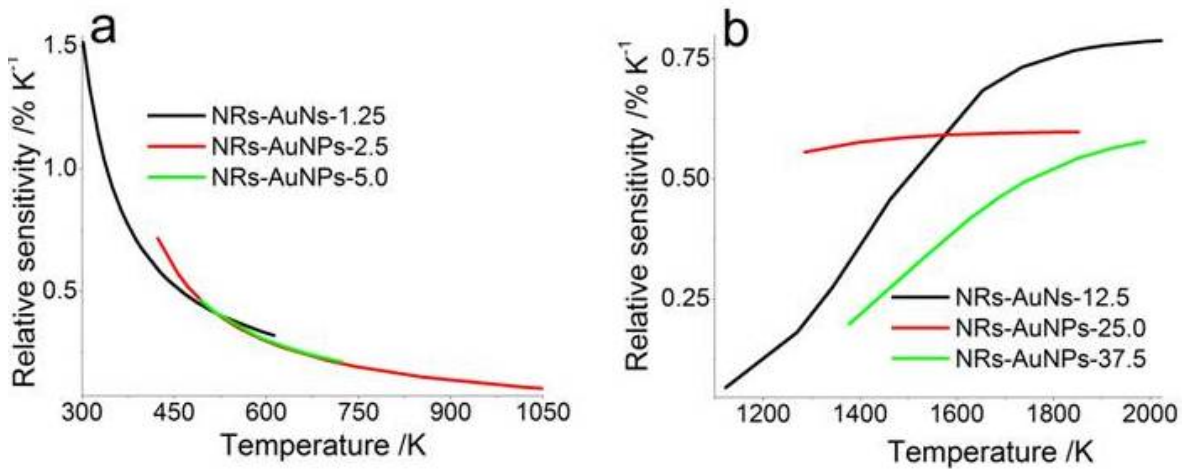 a
Relative sensitivity /% K⁻¹
1.5
1.0
0.5
NRs-AuNs-1.25
NRs-AuNPs-2.5
NRs-AuNPs-5.0
300 450 600 750 900 1050
Temperature /K
b
Relative sensitivity /% K⁻¹
0.75
0.50
0.25
NRs-AuNs-12.5
NRs-AuNPs-25.0
NRs-AuNPs-37.5
1200 1400 1600 1800 2000
Temperature /K